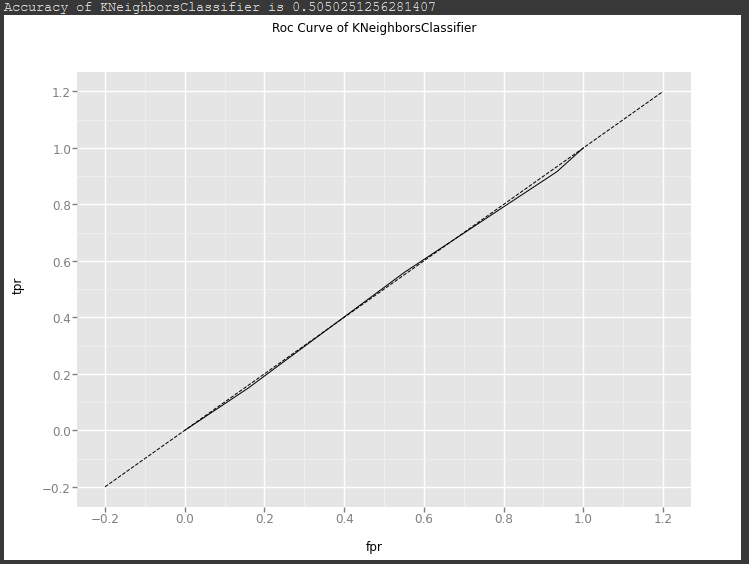 Accuracy of KNeighborsClassifier is 0.5050251256281407
Roc Curve of KNeighborsClassifier
1.2
1.0
0.8
0.6
0.4
0.2
0.0
−0.2
tpr
−0.2 0.0 0.2 0.4 0.6 0.8 1.0 1.2
fpr